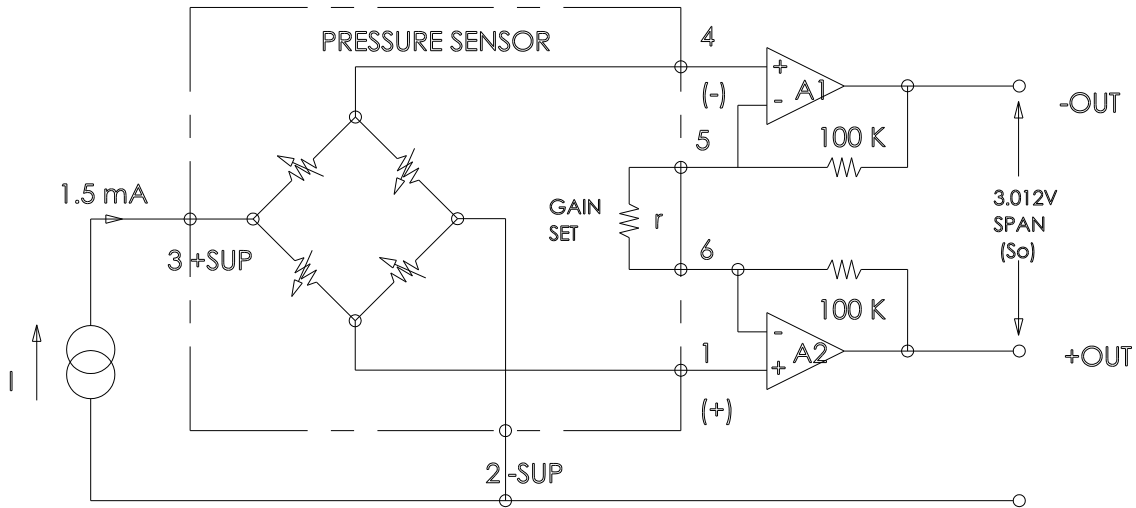 PRESSURE SENSOR
4
+
A1
-OUT
(-)
-
5
100 K
1.5 mA
GAIN
SET
r
3.012V
SPAN
(So)
3 +SUP
6
100 K
-
1
A2
+OUT
+
I
(+)
2 -SUP